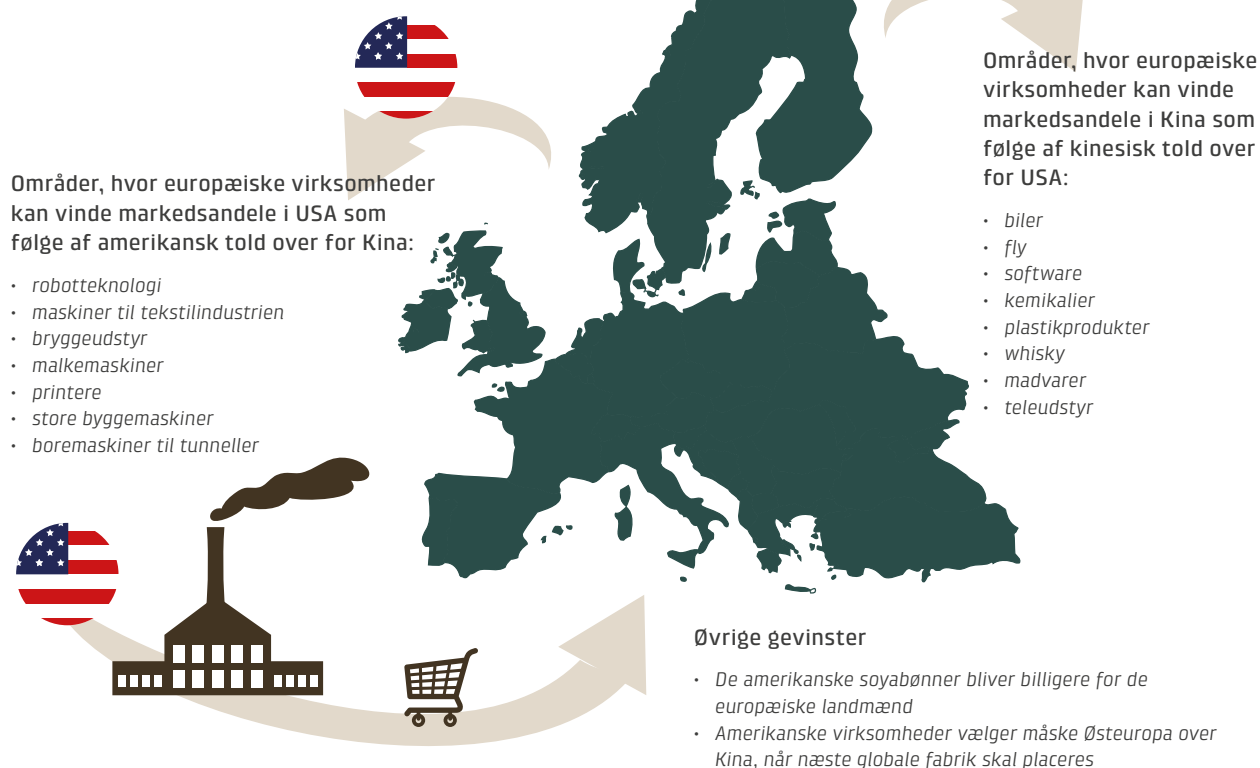 Områder, hvor europæiske virksomheder
kan vinde markedsandele i USA som
følge af amerikansk told over for Kina:
• robotteknologi
• maskiner til tekstilindustrien
• bryggeudstyr
• malkemaskiner
• printere
• store byggemaskiner
• boremaskiner til tunneller
Områder, hvor europæiske
virksomheder kan vinde
markedsandele i Kina som
følge af kinesisk told over
for USA:
• biler
• fly
• software
• kemikalier
• plastikprodukter
• whisky
• madvarer
• teleudstyr
Øvrige gevinster
• De amerikanske soyabønner bliver billigere for de
europæiske landmænd
• Amerikanske virksomheder vælger måske Østeuropa over
Kina, når næste globale fabrik skal placeres